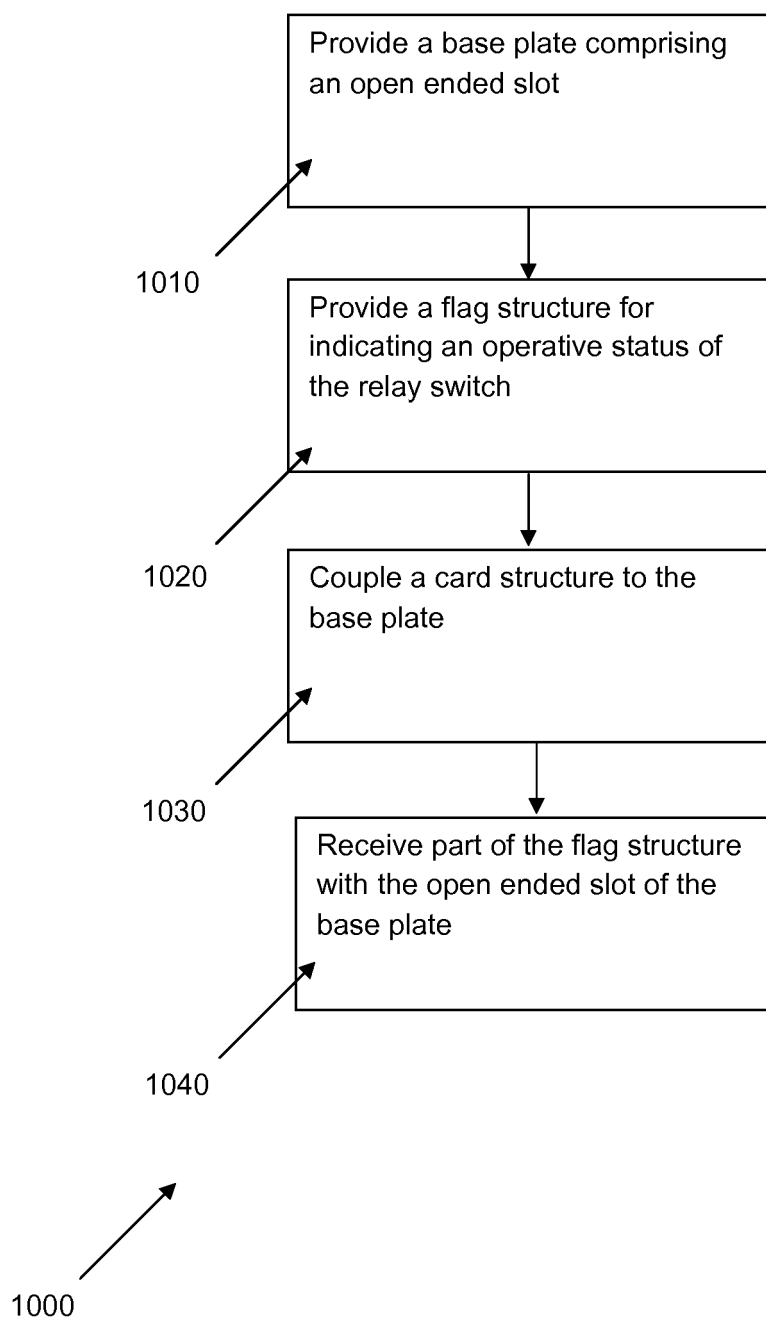 Provide a base plate comprising
an open ended slot
1010
Provide a flag structure for
indicating an operative status of
the relay switch
1020
Couple a card structure to the
base plate
1030
Receive part of the flag structure
with the open ended slot of the
base plate
1040
1000